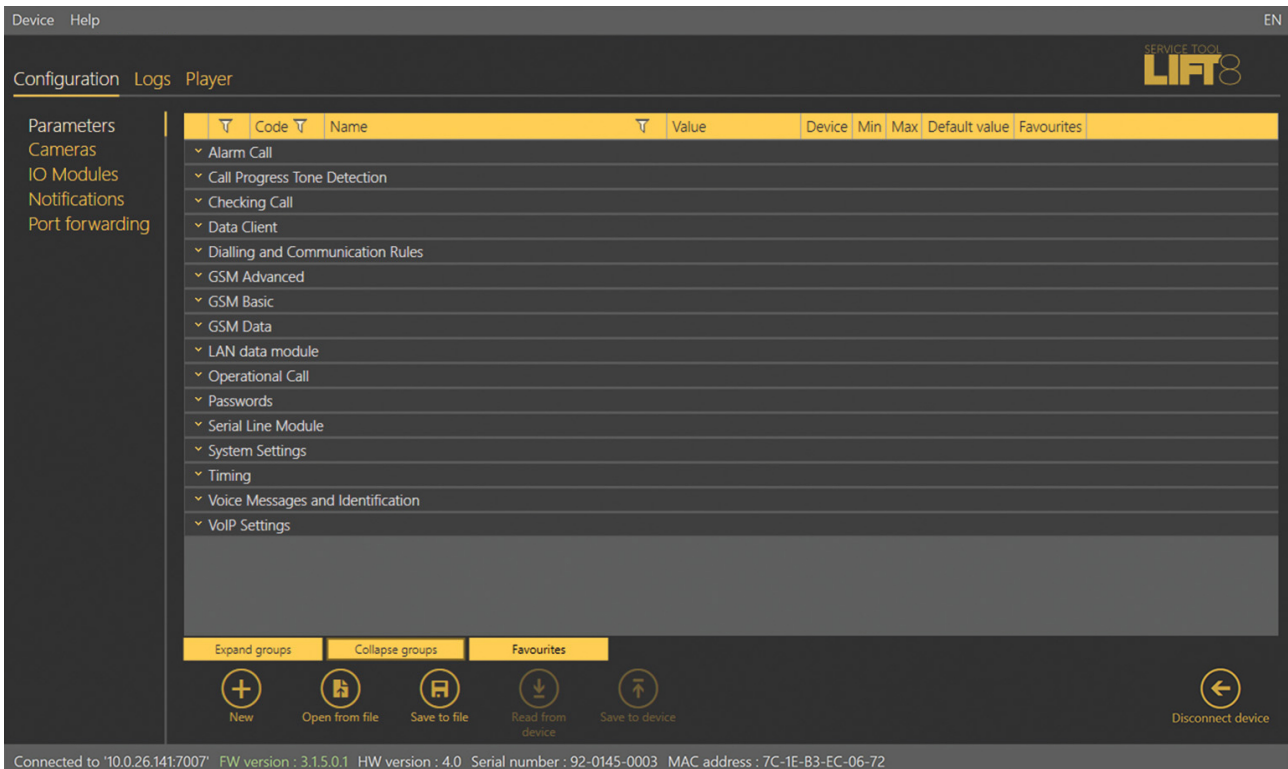 Device Help EN
SERVICE TOOL
LIFT8
Configuration Logs Player
Parameters
Cameras
IO Modules
Notifications
Port forwarding
Code Name Value Device Min Max Default value Favourites
Alarm Call
Call Progress Tone Detection
Checking Call
Data Client
Dialling and Communication Rules
GSM Advanced
GSM Basic
GSM Data
LAN data module
Operational Call
Passwords
Serial Line Module
System Settings
Timing
Voice Messages and Identification
VoIP Settings
Expand groups Collapse groups Favourites
New Open from file Save to file Read from device Save to device Disconnect device
Connected to '10.0.26.141:7007' FW version : 3.1.5.0.1 HW version : 4.0 Serial number : 92-0145-0003 MAC address : 7C-1E-B3-EC-06-72